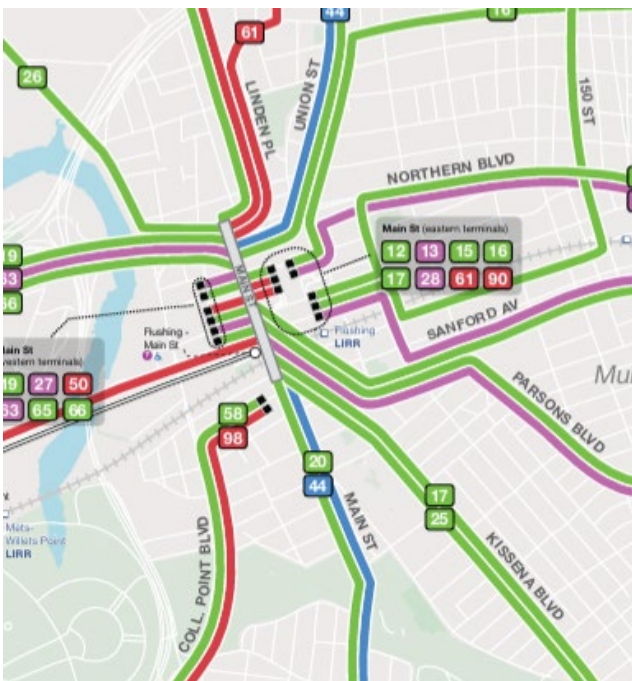 44
16
61
26
LINDEN PL
UNION ST
150 ST
NORTHERN BLVD
Main St (eastern terminals)
12 13 15 16
17 28 61 90
19
63
66
MAIN ST
Flushing -
Main St
7
Flushing
LIRR
SANFORD AV
Main St
(western terminals)
19 27 50
63 65 66
PARSONS BLVD
58
98
20
44
MAIN ST
17
25
KISSENA BLVD
COLL. POINT BLVD
Mets-
Willets Point
LIRR